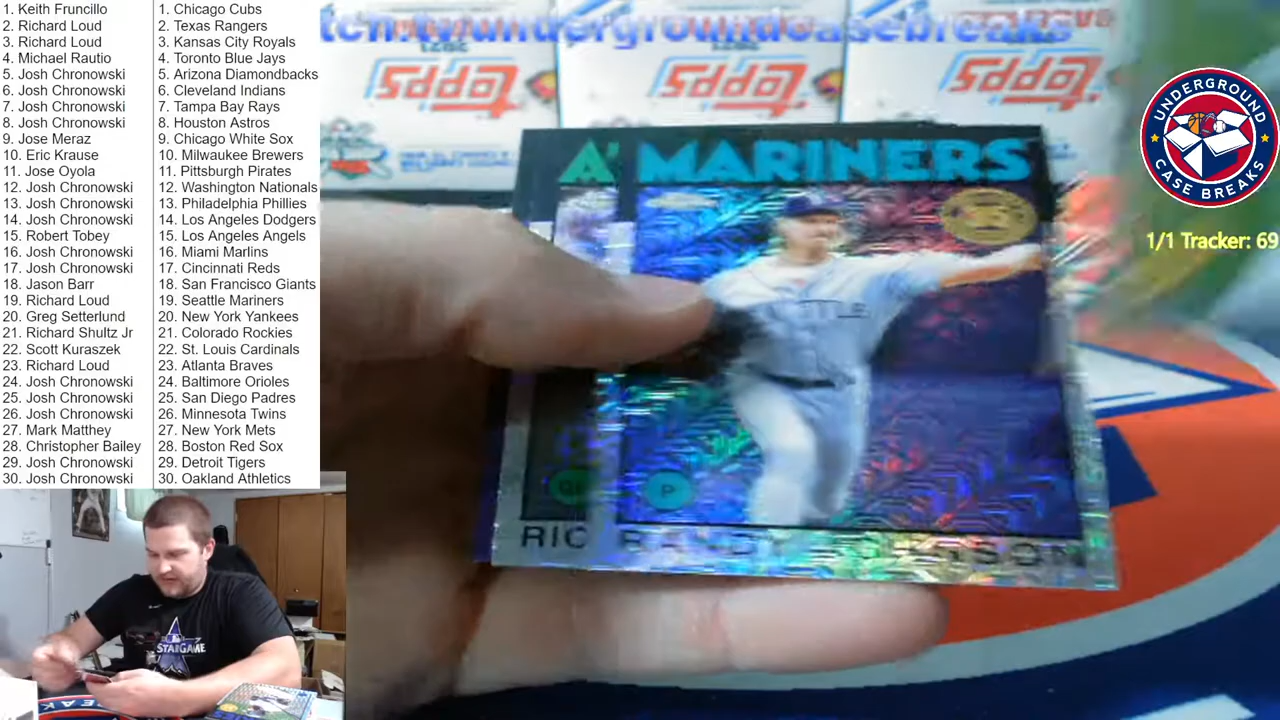 1. Keith Fruncillo
2. Richard Loud
3. Richard Loud
4. Michael Rautio
5. Josh Chronowski
6. Josh Chronowski
7. Josh Chronowski
8. Josh Chronowski
9. Jose Meraz
10. Eric Krause
11. Jose Oyola
12. Josh Chronowski
13. Josh Chronowski
14. Josh Chronowski
15. Robert Tobey
16. Josh Chronowski
17. Josh Chronowski
18. Jason Barr
19. Richard Loud
20. Greg Setterlund
21. Richard Shultz Jr
22. Scott Kuraszek
23. Richard Loud
24. Josh Chronowski
25. Josh Chronowski
26. Josh Chronowski
27. Mark Matthey
28. Christopher Bailey
29. Josh Chronowski
30. Josh Chronowski
1. Chicago Cubs
2. Texas Rangers
3. Kansas City Royals
4. Toronto Blue Jays
5. Arizona Diamondbacks
6. Cleveland Indians
7. Tampa Bay Rays
8. Houston Astros
9. Chicago White Sox
10. Milwaukee Brewers
11. Pittsburgh Pirates
12. Washington Nationals
13. Philadelphia Phillies
14. Los Angeles Dodgers
15. Los Angeles Angels
16. Miami Marlins
17. Cincinnati Reds
18. San Francisco Giants
19. Seattle Mariners
20. New York Yankees
21. Colorado Rockies
22. St. Louis Cardinals
23. Atlanta Braves
24. Baltimore Orioles
25. San Diego Padres
26. Minnesota Twins
27. New York Mets
28. Boston Red Sox
29. Detroit Tigers
30. Oakland Athletics
tch.tv/undergroundcasebreaks
topps
topps
topps
A'
MARINERS
P
RIC
RANDY JOHNSON
UNDERGROUND
CASE BREAKS
1/1 Tracker: 69
STARGAME